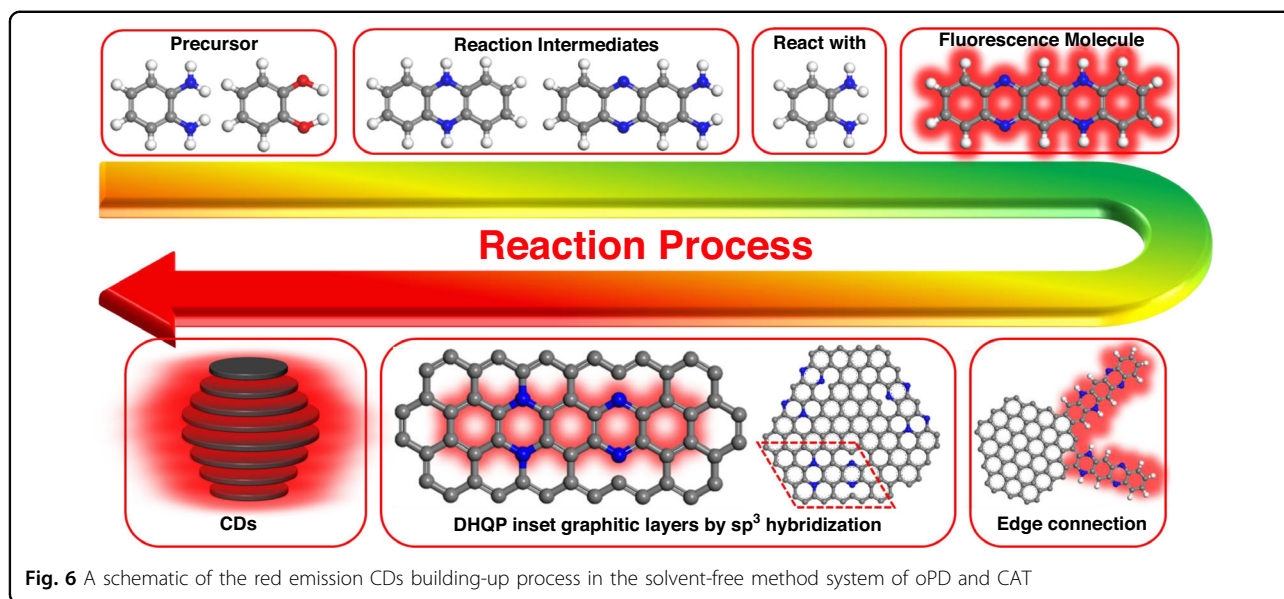 Precursor
Reaction Intermediates
React with
Fluorescence Molecule
Reaction Process
CDs
DHQP inset graphitic layers by sp³ hybridization
Edge connection
Fig. 6 A schematic of the red emission CDs building-up process in the solvent-free method system of oPD and CAT